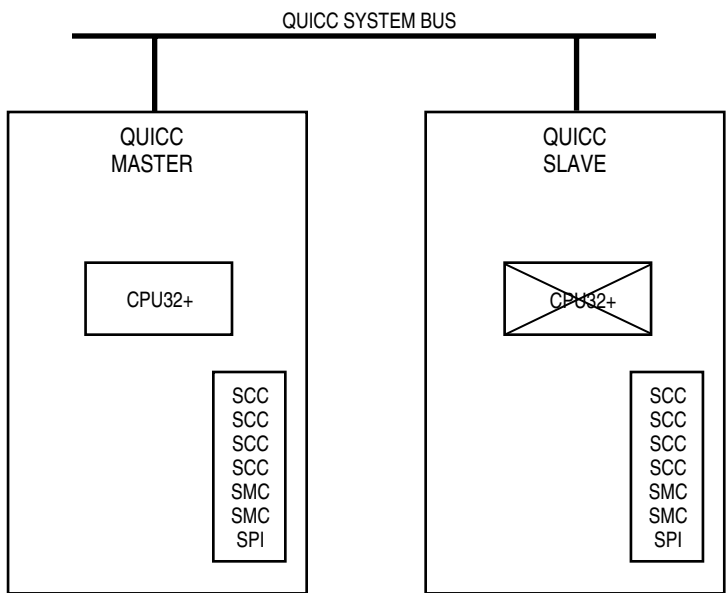 QUICC SYSTEM BUS
QUICC
MASTER
CPU32+
SCC
SCC
SCC
SCC
SMC
SMC
SPI
QUICC
SLAVE
CPU32+
SCC
SCC
SCC
SCC
SMC
SMC
SPI